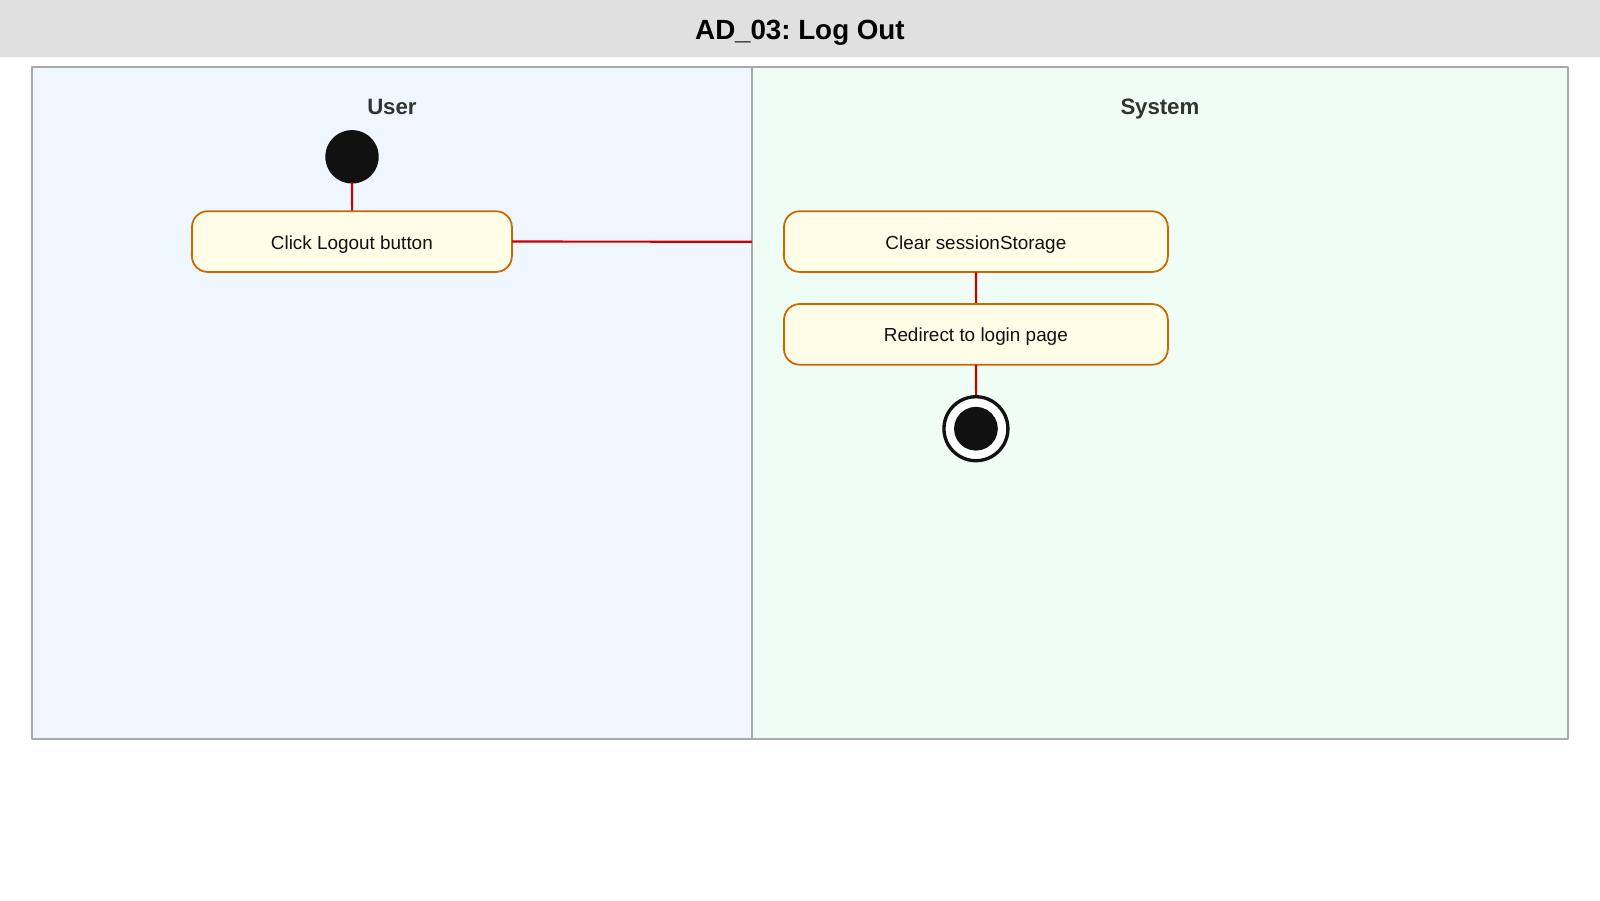 AD_03: Log Out
User
System
Click Logout button
Clear sessionStorage
Redirect to login page